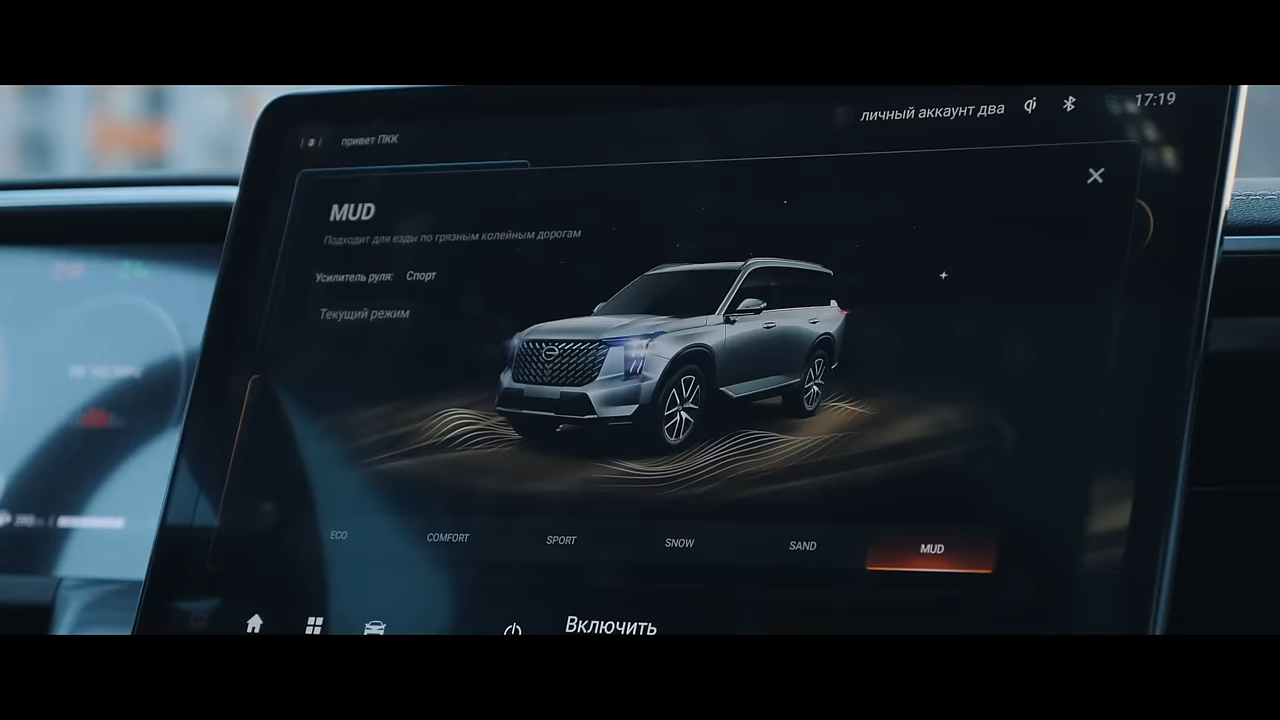 привет ПКК
личный аккаунт два
17:19
MUD
Подходит для езды по грязным колейным дорогам
Усилитель руля: Спорт
Текущий режим
ECO
COMFORT
SPORT
SNOW
SAND
MUD
Включить